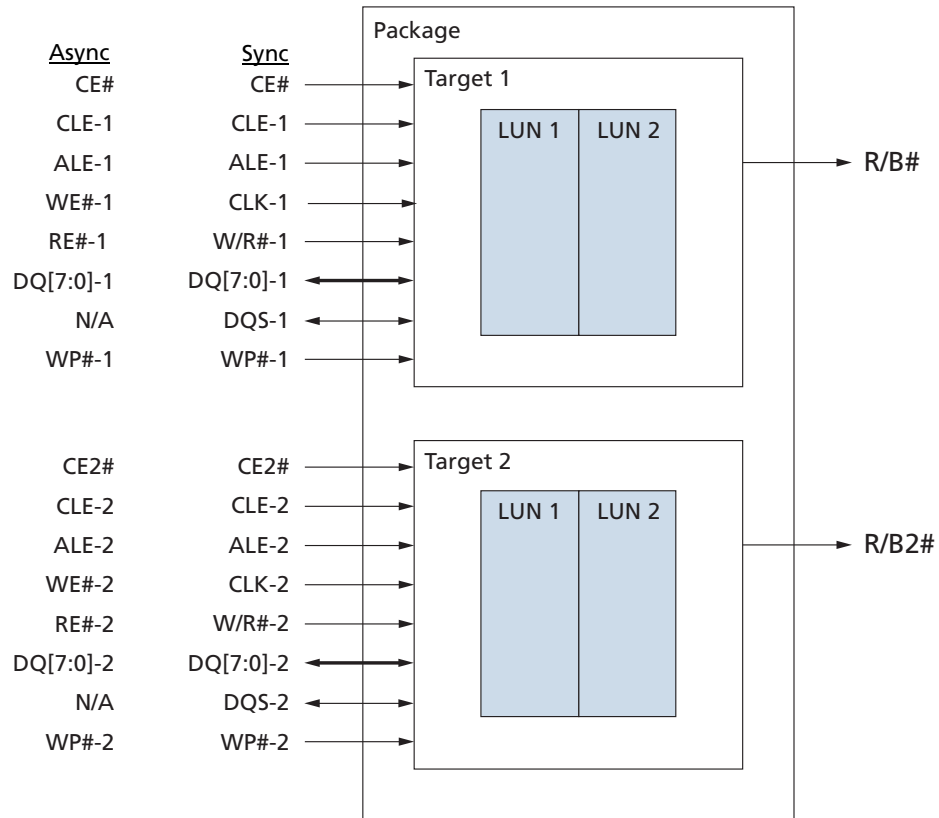 Package
Async Sync
CE# CE# Target 1
CLE-1 CLE-1 LUN 1 LUN 2
ALE-1 ALE-1 R/B#
WE#-1 CLK-1
RE#-1 W/R#-1
DQ[7:0]-1 DQ[7:0]-1
N/A DQS-1
WP#-1 WP#-1
CE2# CE2# Target 2
CLE-2 CLE-2 LUN 1 LUN 2
ALE-2 ALE-2 R/B2#
WE#-2 CLK-2
RE#-2 W/R#-2
DQ[7:0]-2 DQ[7:0]-2
N/A DQS-2
WP#-2 WP#-2